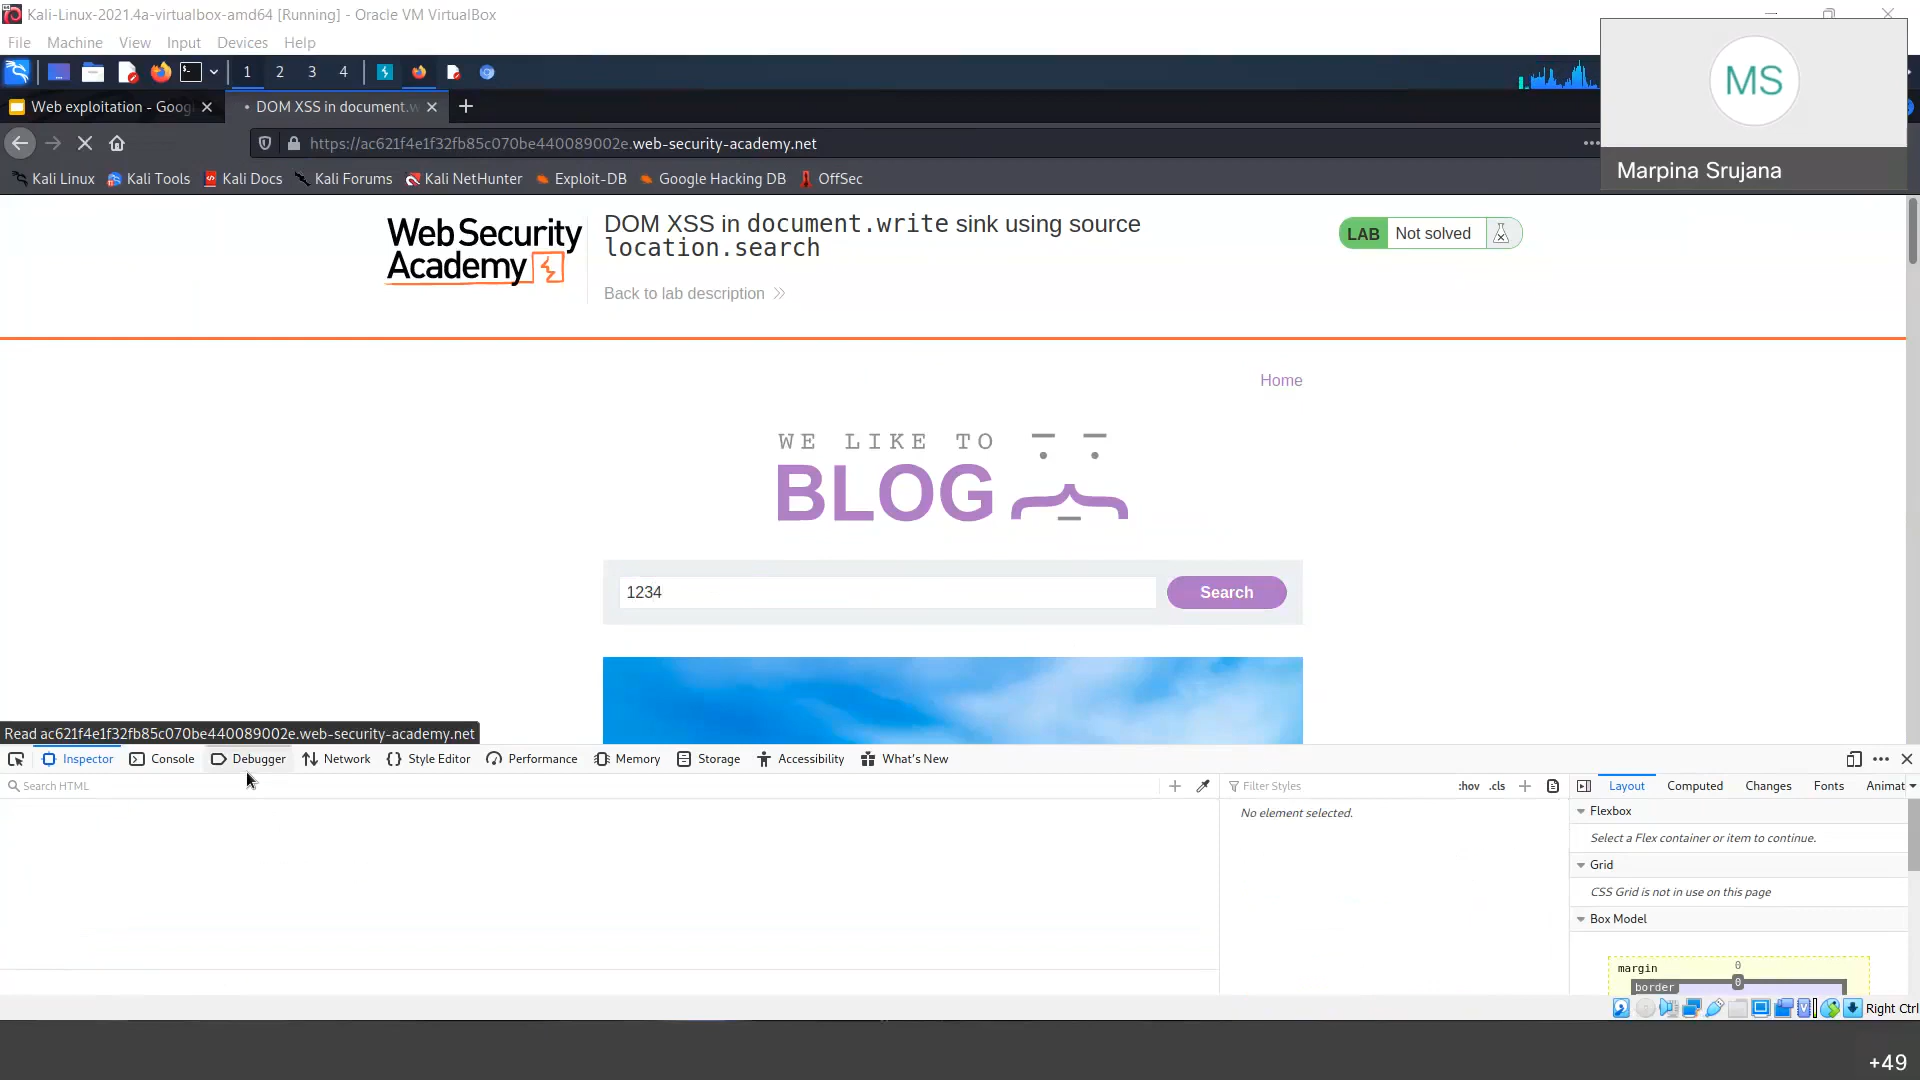 Kali-Linux-2021.4a-virtualbox-amd64 [Running] - Oracle VM VirtualBox
File Machine View Input Devices Help
1 2 3 4
Web exploitation - Goog
DOM XSS in document.w
https://ac621f4e1f32fb85c070be440089002e.web-security-academy.net
Kali Linux Kali Tools Kali Docs Kali Forums Kali NetHunter Exploit-DB Google Hacking DB OffSec
MS
Marpina Srujana
Web Security
Academy
DOM XSS in document.write sink using source
location.search
Back to lab description
LAB Not solved
Home
WE LIKE TO
BLOG
1234
Search
Read ac621f4e1f32fb85c070be440089002e.web-security-academy.net
Inspector Console Debugger Network Style Editor Performance Memory Storage Accessibility What's New
Search HTML
Filter Styles
:hov .cls
Layout Computed Changes Fonts Animat
No element selected.
Flexbox
Select a Flex container or item to continue.
Grid
CSS Grid is not in use on this page
Box Model
margin 0
border 0
Right Ctrl
+49